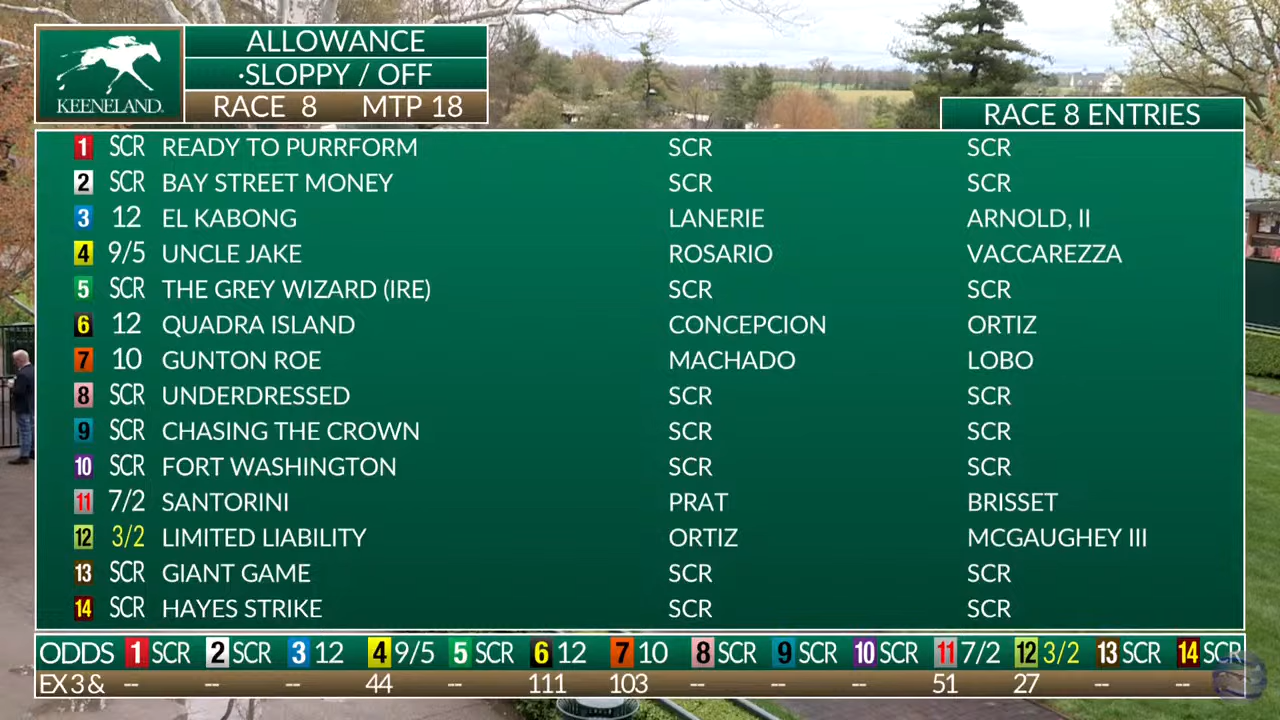 KEENELAND.
ALLOWANCE
·SLOPPY / OFF
RACE 8 MTP 18
RACE 8 ENTRIES
1 SCR READY TO PURRFORM SCR SCR
2 SCR BAY STREET MONEY SCR SCR
3 12 EL KABONG LANERIE ARNOLD, II
4 9/5 UNCLE JAKE ROSARIO VACCAREZZA
5 SCR THE GREY WIZARD (IRE) SCR SCR
6 12 QUADRA ISLAND CONCEPCION ORTIZ
7 10 GUNTON ROE MACHADO LOBO
8 SCR UNDERDRESSED SCR SCR
9 SCR CHASING THE CROWN SCR SCR
10 SCR FORT WASHINGTON SCR SCR
11 7/2 SANTORINI PRAT BRISSET
12 3/2 LIMITED LIABILITY ORTIZ MCGAUGHEY III
13 SCR GIANT GAME SCR SCR
14 SCR HAYES STRIKE SCR SCR
ODDS 1 SCR 2 SCR 3 12 4 9/5 5 SCR 6 12 7 10 8 SCR 9 SCR 10 SCR 11 7/2 12 3/2 13 SCR 14 SCR
EX 3 & -- -- -- 44 -- 111 103 -- -- -- 51 27 -- --